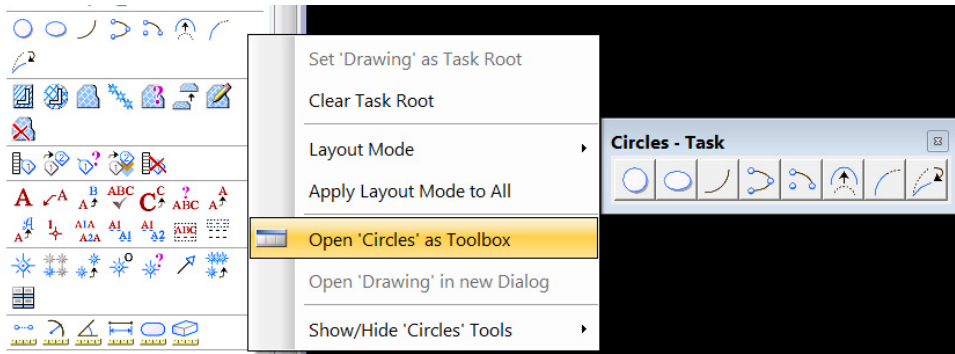 Set 'Drawing' as Task Root
Clear Task Root
Layout Mode
Apply Layout Mode to All
Open 'Circles' as Toolbox
Open 'Drawing' in new Dialog
Show/Hide 'Circles' Tools
Circles - Task